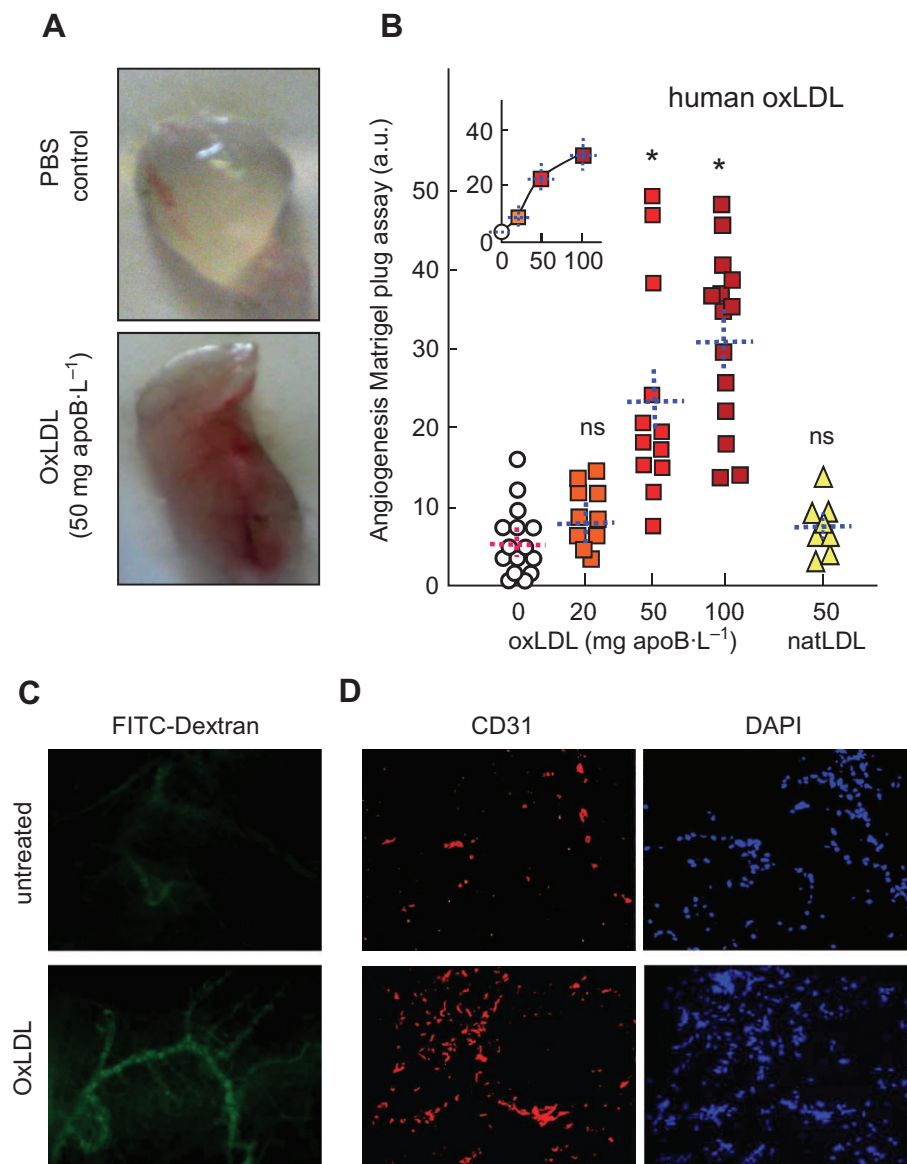 A
PBS
control
OxLDL
(50 mg apoB·L⁻¹)
B
human oxLDL
Angiogenesis Matrigel plug assay (a.u.)
50
40
30
20
10
0
40
20
0
0 50 100
ns
*
*
ns
0 20 50 100 50
oxLDL (mg apoB·L⁻¹) natLDL
C
FITC-Dextran
untreated
OxLDL
D
CD31 DAPI